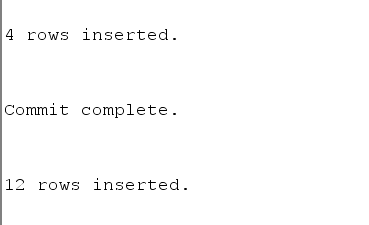 4 rows inserted.
Commit complete.
12 rows inserted.